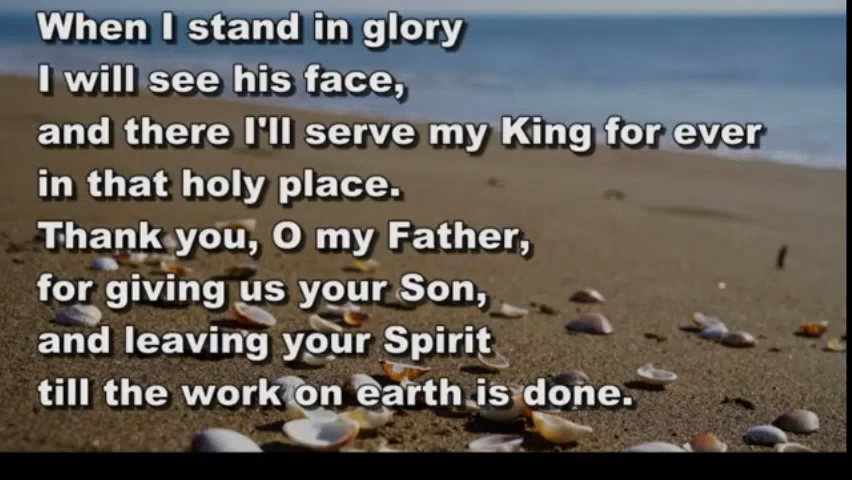 When I stand in glory
I will see his face,
and there I'll serve my King for ever
in that holy place.
Thank you, O my Father,
for giving us your Son,
and leaving your Spirit
till the work on earth is done.